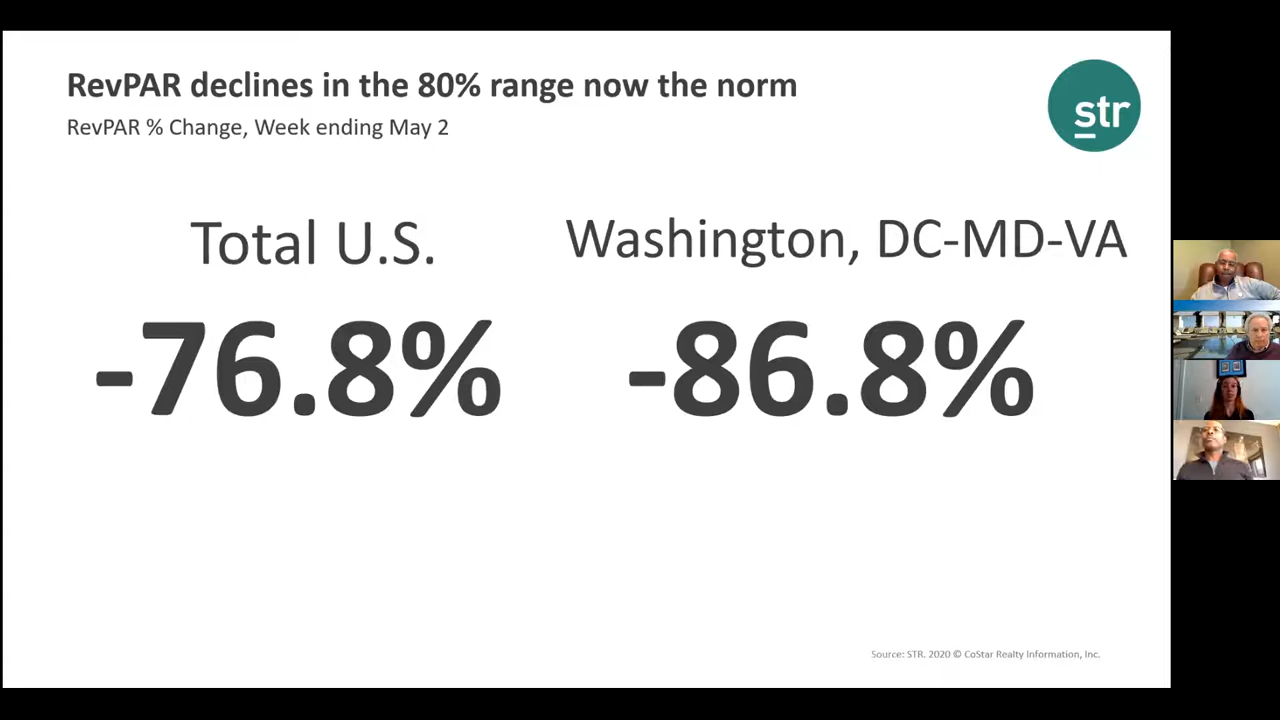 RevPAR declines in the 80% range now the norm
RevPAR % Change, Week ending May 2
str
Total U.S.
Washington, DC-MD-VA
-76.8%
-86.8%
Source: STR. 2020 © CoStar Realty Information, Inc.